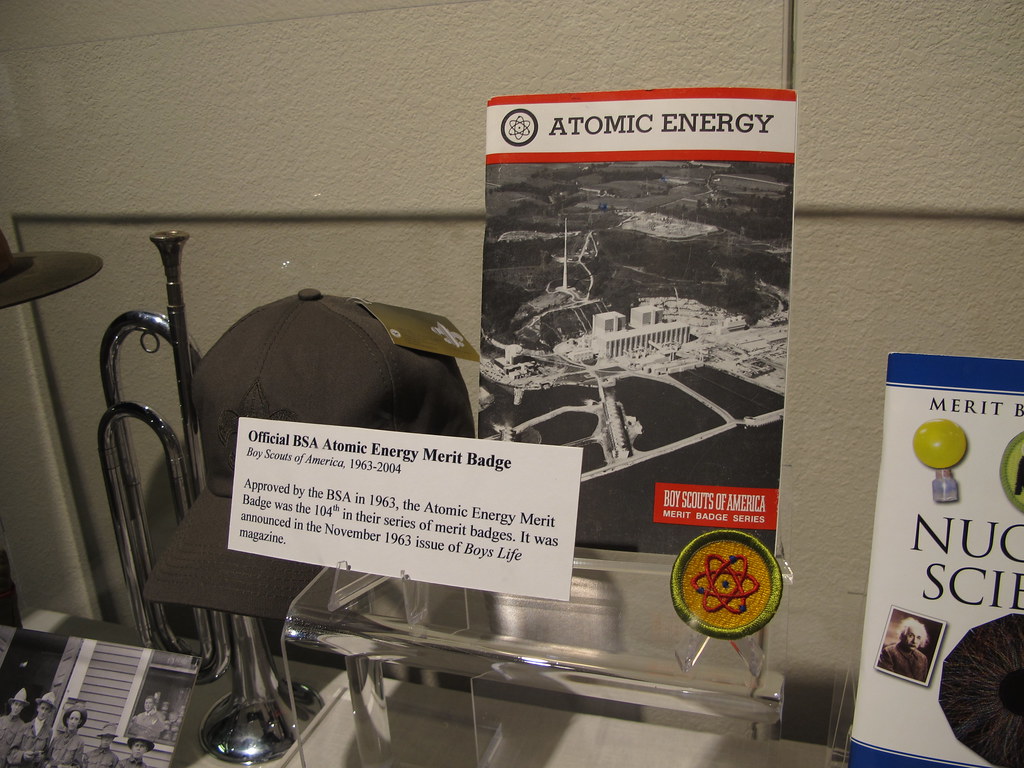 ATOMIC ENERGY
BOY SCOUTS OF AMERICA
MERIT BADGE SERIES
Official BSA Atomic Energy Merit Badge
Boy Scouts of America, 1963-2004
Approved by the BSA in 1963, the Atomic Energy Merit
Badge was the 104th in their series of merit badges. It was
announced in the November 1963 issue of Boys Life
magazine.
MERIT B
NUC
SCIE